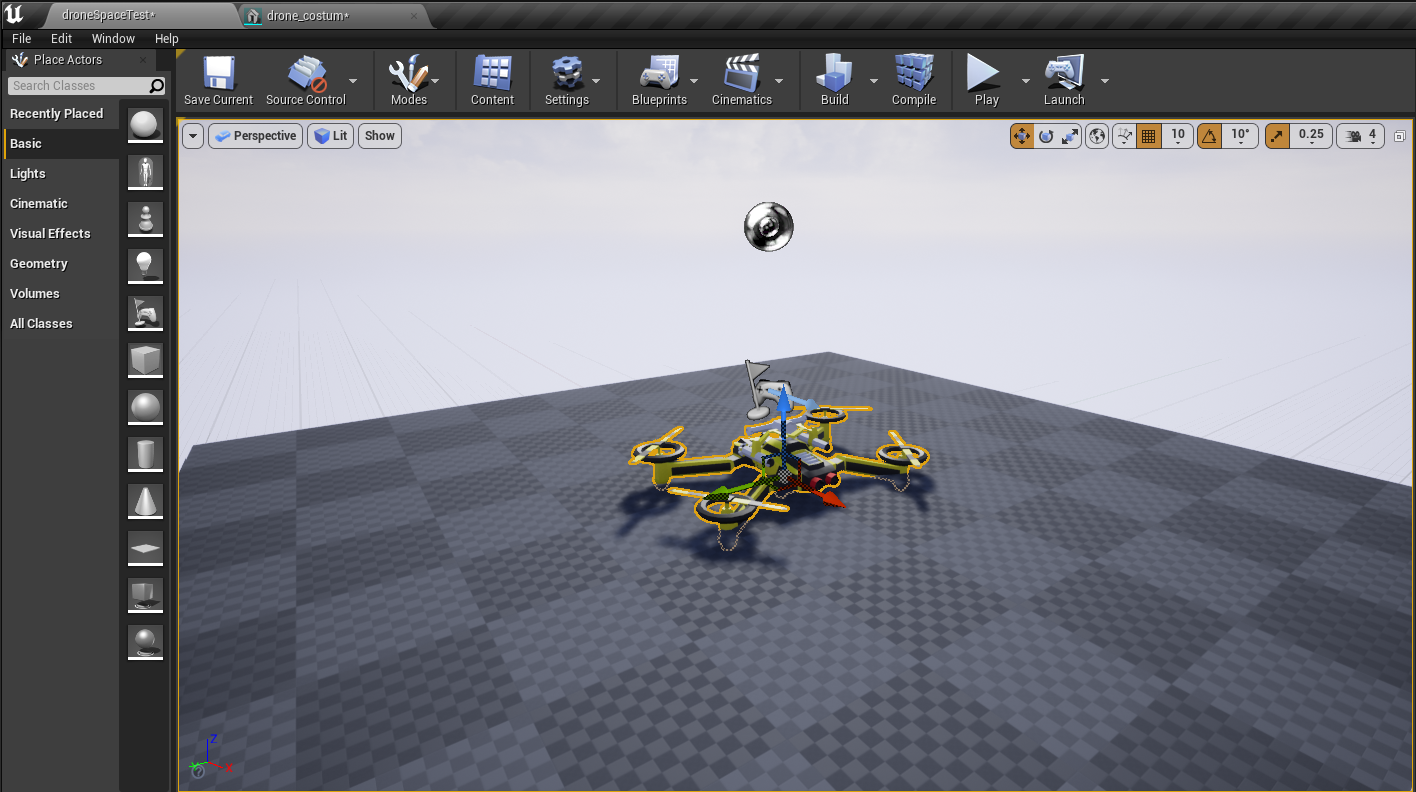 droneSpaceTest*
drone_costum*
File Edit Window Help
Place Actors
Search Classes
Recently Placed
Basic
Lights
Cinematic
Visual Effects
Geometry
Volumes
All Classes
Save Current Source Control Modes Content Settings Blueprints Cinematics Build Compile Play Launch
Perspective Lit Show
10 10° 0.25 4
Z
X